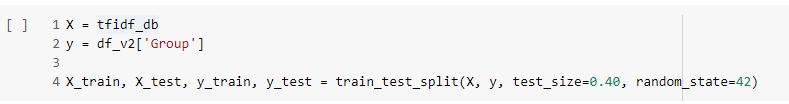 [ ] 1 X = tfidf_db
2 y = df_v2['Group']
3
4 X_train, X_test, y_train, y_test = train_test_split(X, y, test_size=0.40, random_state=42)